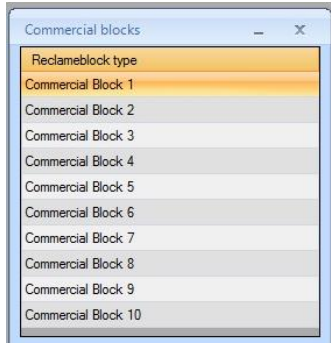 Commercial blocks
Reclameblock type
Commercial Block 1
Commercial Block 2
Commercial Block 3
Commercial Block 4
Commercial Block 5
Commercial Block 6
Commercial Block 7
Commercial Block 8
Commercial Block 9
Commercial Block 10